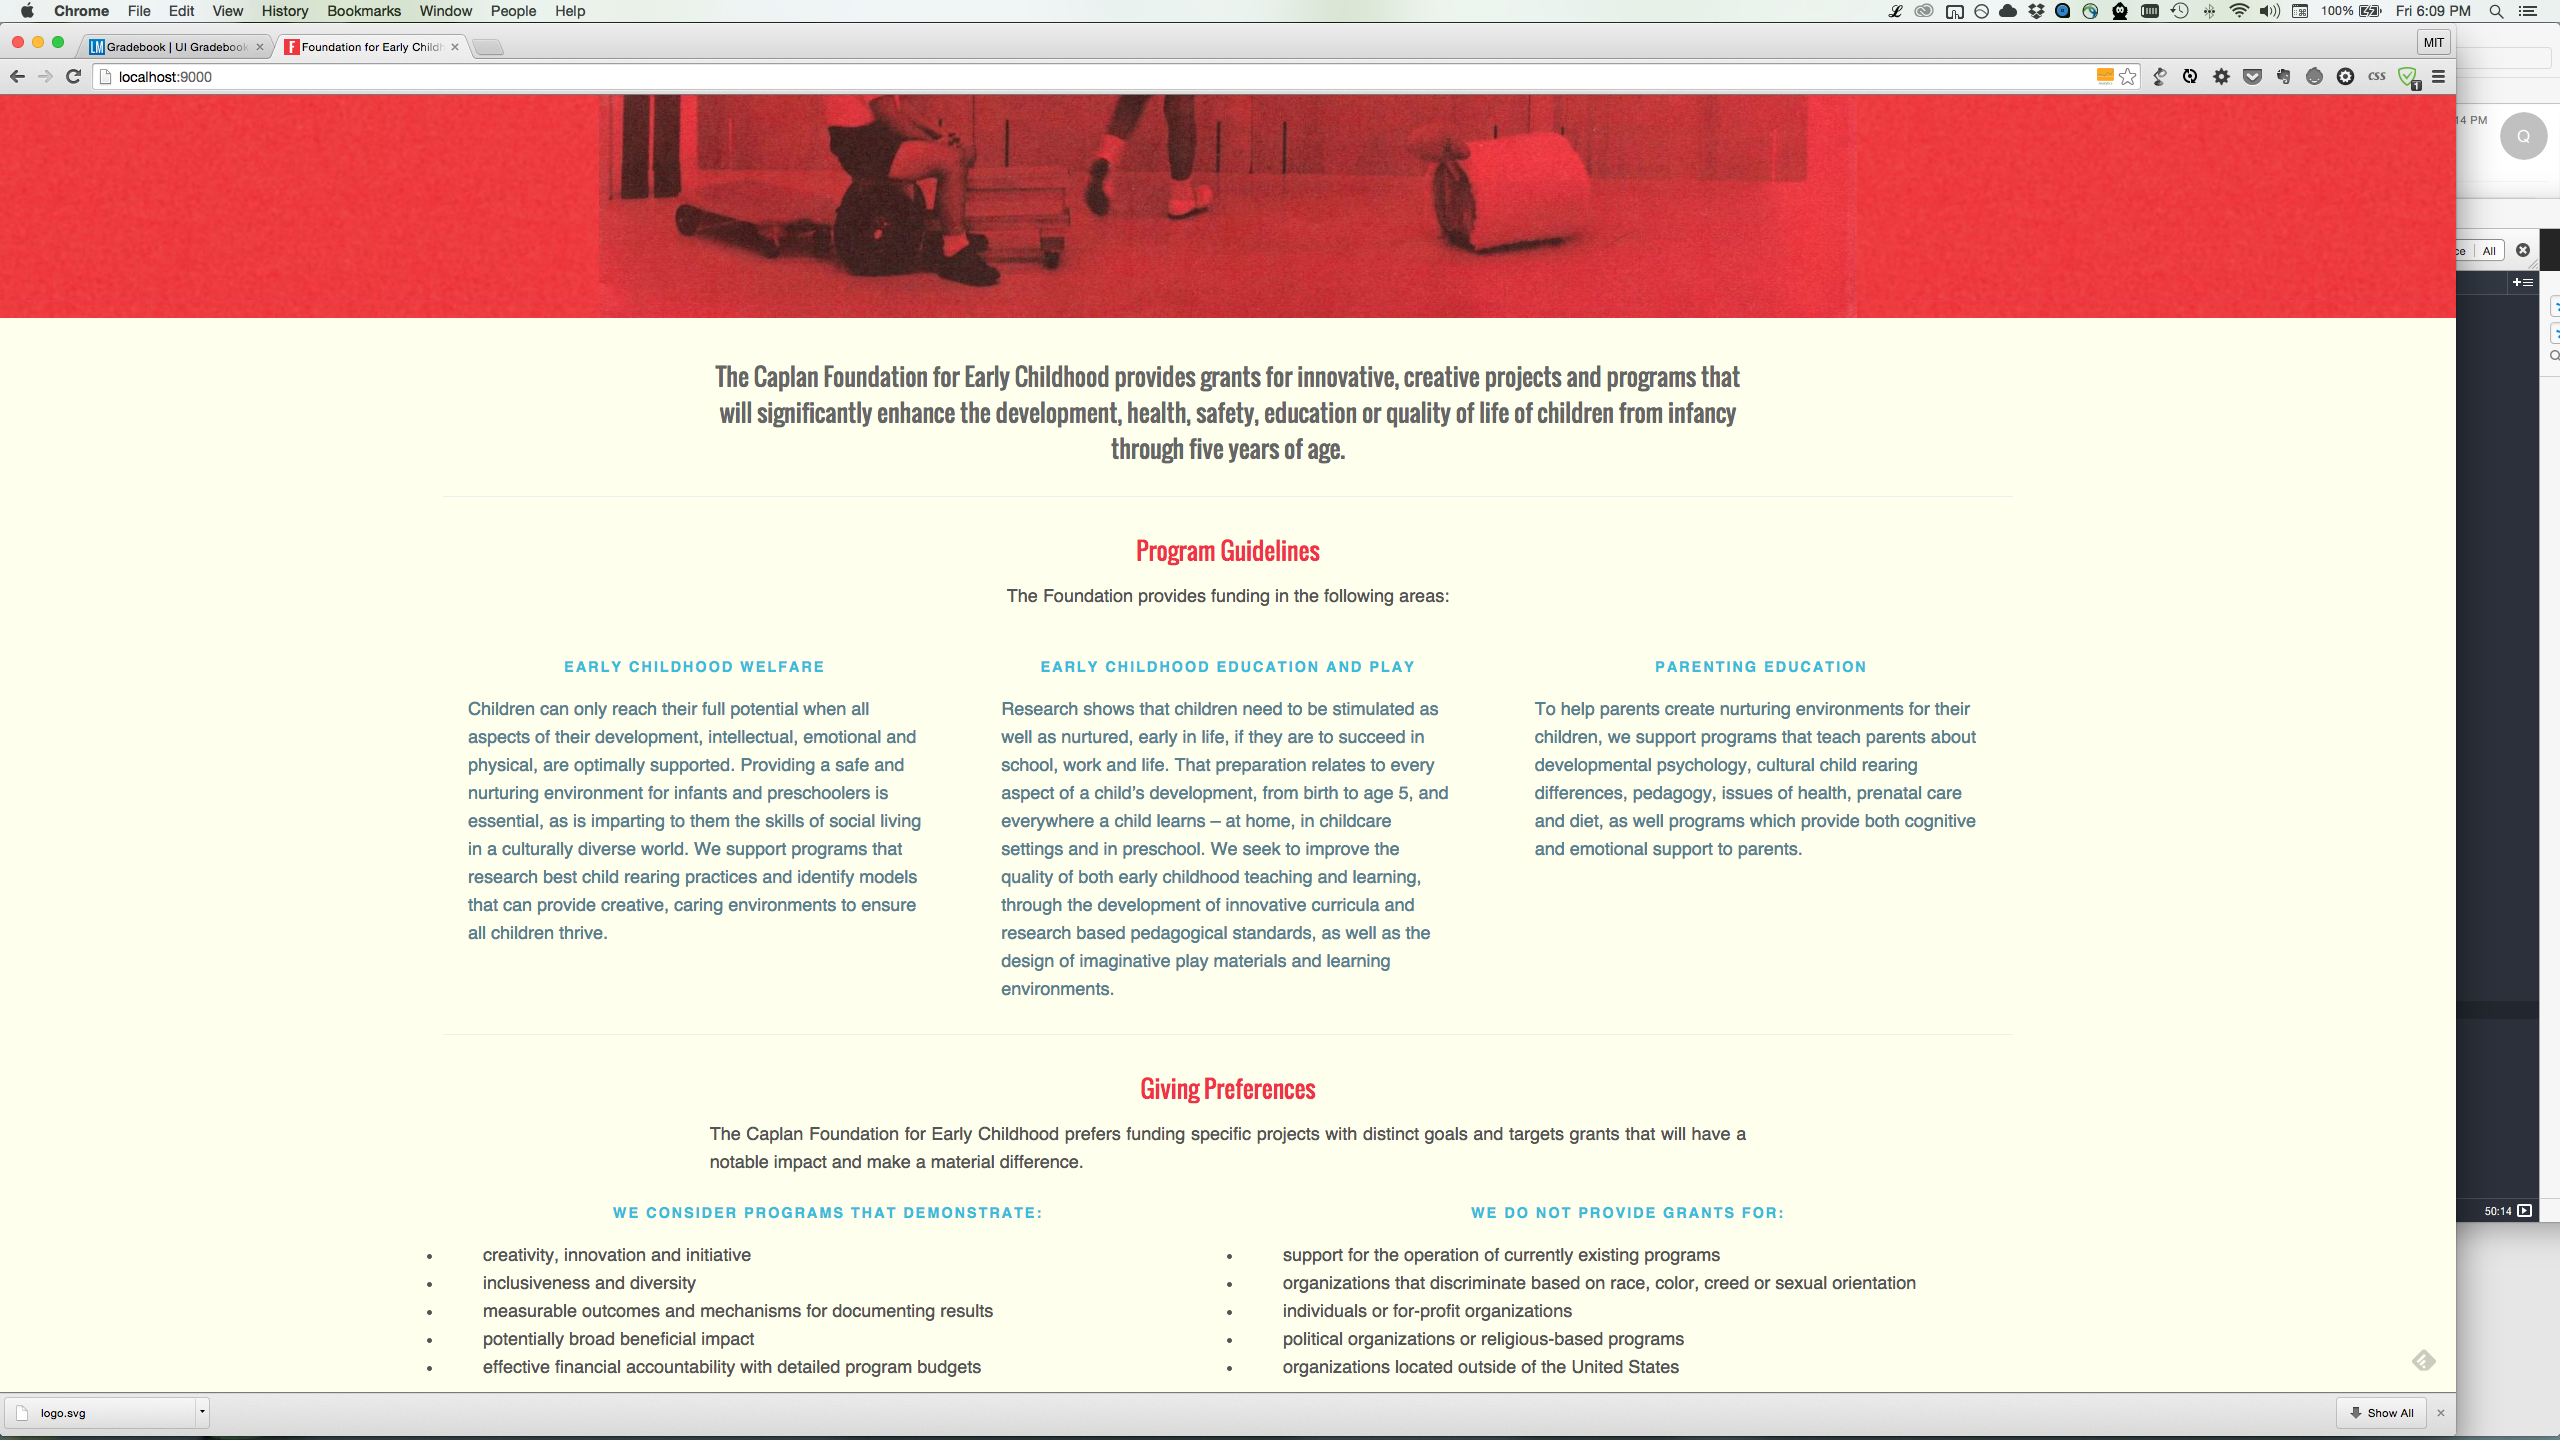 Chrome File Edit View History Bookmarks Window People Help
100% Fri 6:09 PM
LM Gradebook | UI Gradebook
F Foundation for Early Childh
MIT
localhost:9000
css
1
14 PM
Q
All
The Caplan Foundation for Early Childhood provides grants for innovative, creative projects and programs that
will significantly enhance the development, health, safety, education or quality of life of children from infancy
through five years of age.
Program Guidelines
The Foundation provides funding in the following areas:
EARLY CHILDHOOD WELFARE
Children can only reach their full potential when all
aspects of their development, intellectual, emotional and
physical, are optimally supported. Providing a safe and
nurturing environment for infants and preschoolers is
essential, as is imparting to them the skills of social living
in a culturally diverse world. We support programs that
research best child rearing practices and identify models
that can provide creative, caring environments to ensure
all children thrive.
EARLY CHILDHOOD EDUCATION AND PLAY
Research shows that children need to be stimulated as
well as nurtured, early in life, if they are to succeed in
school, work and life. That preparation relates to every
aspect of a child’s development, from birth to age 5, and
everywhere a child learns – at home, in childcare
settings and in preschool. We seek to improve the
quality of both early childhood teaching and learning,
through the development of innovative curricula and
research based pedagogical standards, as well as the
design of imaginative play materials and learning
environments.
PARENTING EDUCATION
To help parents create nurturing environments for their
children, we support programs that teach parents about
developmental psychology, cultural child rearing
differences, pedagogy, issues of health, prenatal care
and diet, as well programs which provide both cognitive
and emotional support to parents.
Giving Preferences
The Caplan Foundation for Early Childhood prefers funding specific projects with distinct goals and targets grants that will have a
notable impact and make a material difference.
WE CONSIDER PROGRAMS THAT DEMONSTRATE:
• creativity, innovation and initiative
• inclusiveness and diversity
• measurable outcomes and mechanisms for documenting results
• potentially broad beneficial impact
• effective financial accountability with detailed program budgets
WE DO NOT PROVIDE GRANTS FOR:
• support for the operation of currently existing programs
• organizations that discriminate based on race, color, creed or sexual orientation
• individuals or for-profit organizations
• political organizations or religious-based programs
• organizations located outside of the United States
50:14
logo.svg
Show All